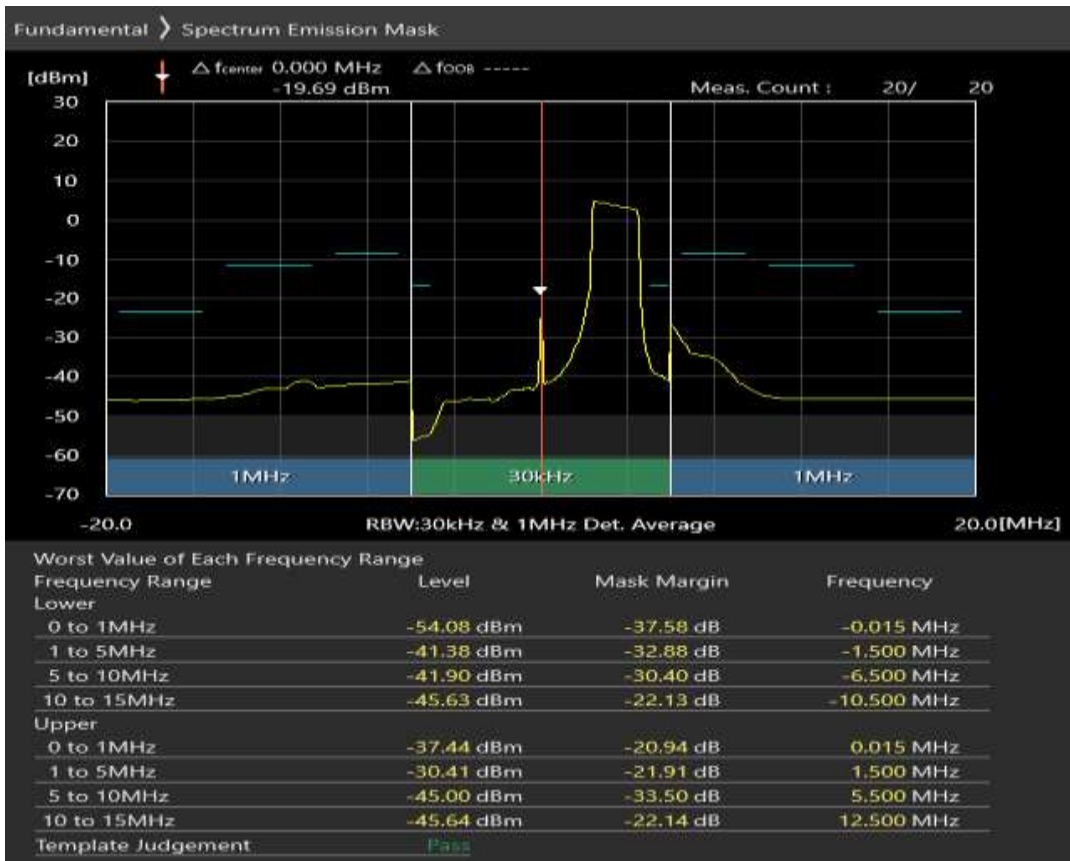 Fundamental ❭ Spectrum Emission Mask
[dBm] △ fcenter 0.000 MHz △ fOOB -----
-19.69 dBm Meas. Count : 20/ 20
30
20
10
0
-10
-20
-30
-40
-50
-60
-70
1MHz 30kHz 1MHz
-20.0 RBW:30kHz & 1MHz Det. Average 20.0[MHz]
Worst Value of Each Frequency Range
Frequency Range Level Mask Margin Frequency
Lower
0 to 1MHz -54.08 dBm -37.58 dB -0.015 MHz
1 to 5MHz -41.38 dBm -32.88 dB -1.500 MHz
5 to 10MHz -41.90 dBm -30.40 dB -6.500 MHz
10 to 15MHz -45.63 dBm -22.13 dB -10.500 MHz
Upper
0 to 1MHz -37.44 dBm -20.94 dB 0.015 MHz
1 to 5MHz -30.41 dBm -21.91 dB 1.500 MHz
5 to 10MHz -45.00 dBm -33.50 dB 5.500 MHz
10 to 15MHz -45.64 dBm -22.14 dB 12.500 MHz
Template Judgement Pass